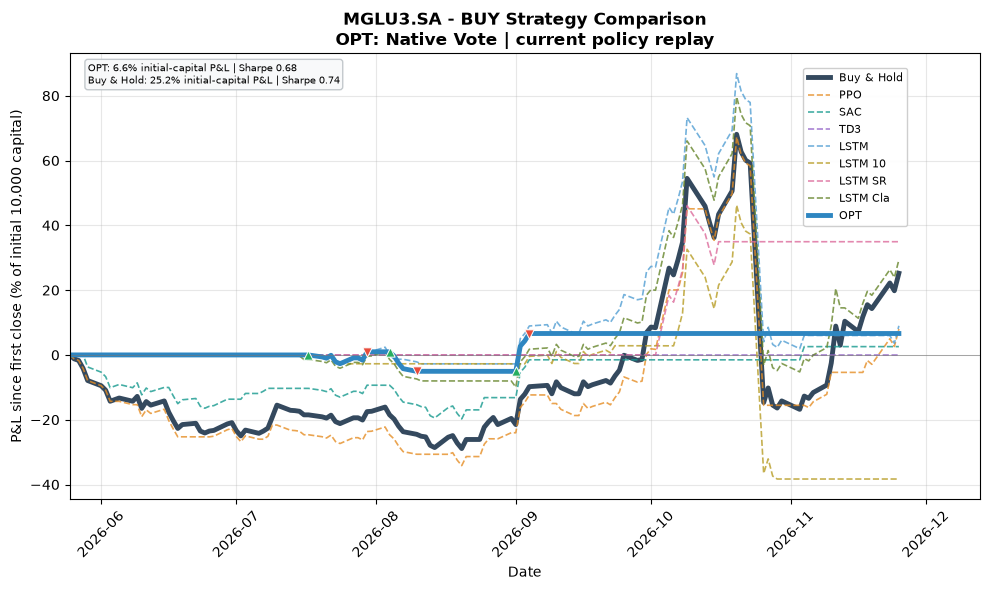 MGLU3.SA - BUY Strategy Comparison
OPT: Native Vote | current policy replay
OPT: 6.6% initial-capital P&L | Sharpe 0.68
Buy & Hold: 25.2% initial-capital P&L | Sharpe 0.74
Buy & Hold
PPO
SAC
TD3
LSTM
LSTM 10
LSTM SR
LSTM Cla
OPT
P&L since first close (% of initial 10,000 capital)
80
60
40
20
0
−20
−40
2026-06
2026-07
2026-08
2026-09
2026-10
2026-11
2026-12
Date